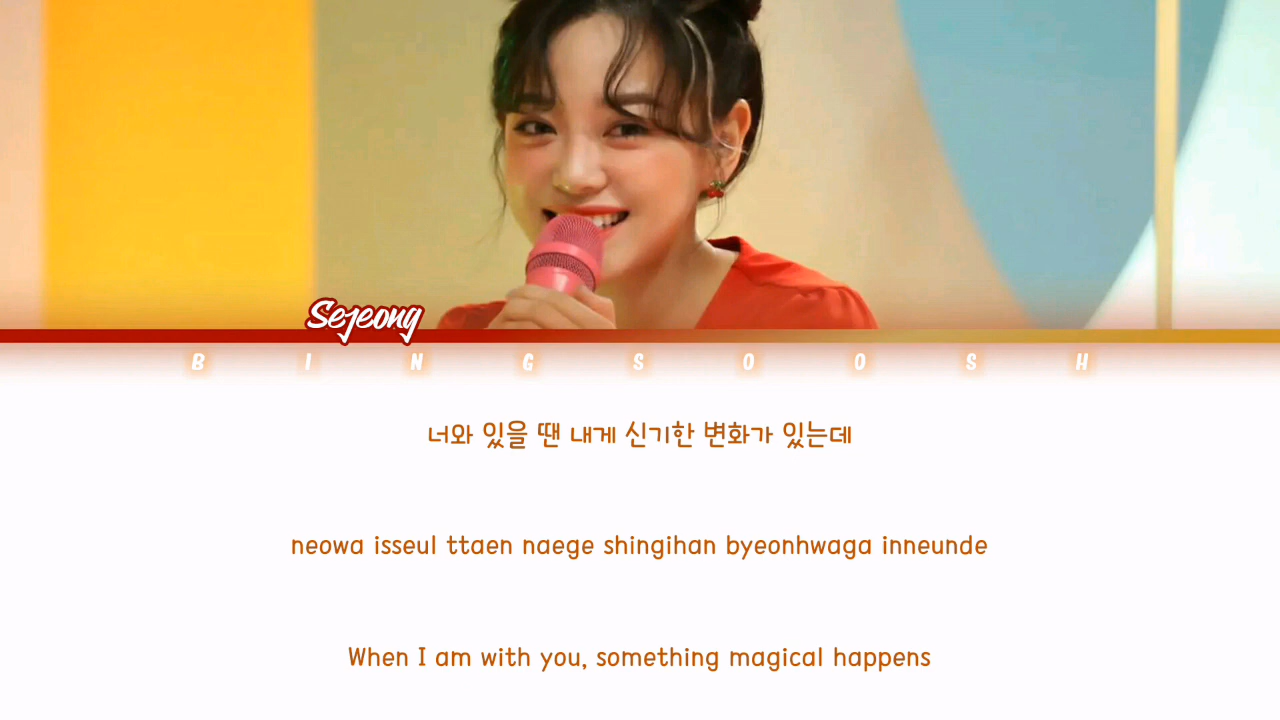 Sejeong
BINGSOOSH
너와 있을 땐 내게 신기한 변화가 있는데
neowa isseul ttaen naege shingihan byeonhwaga inneunde
When I am with you, something magical happens